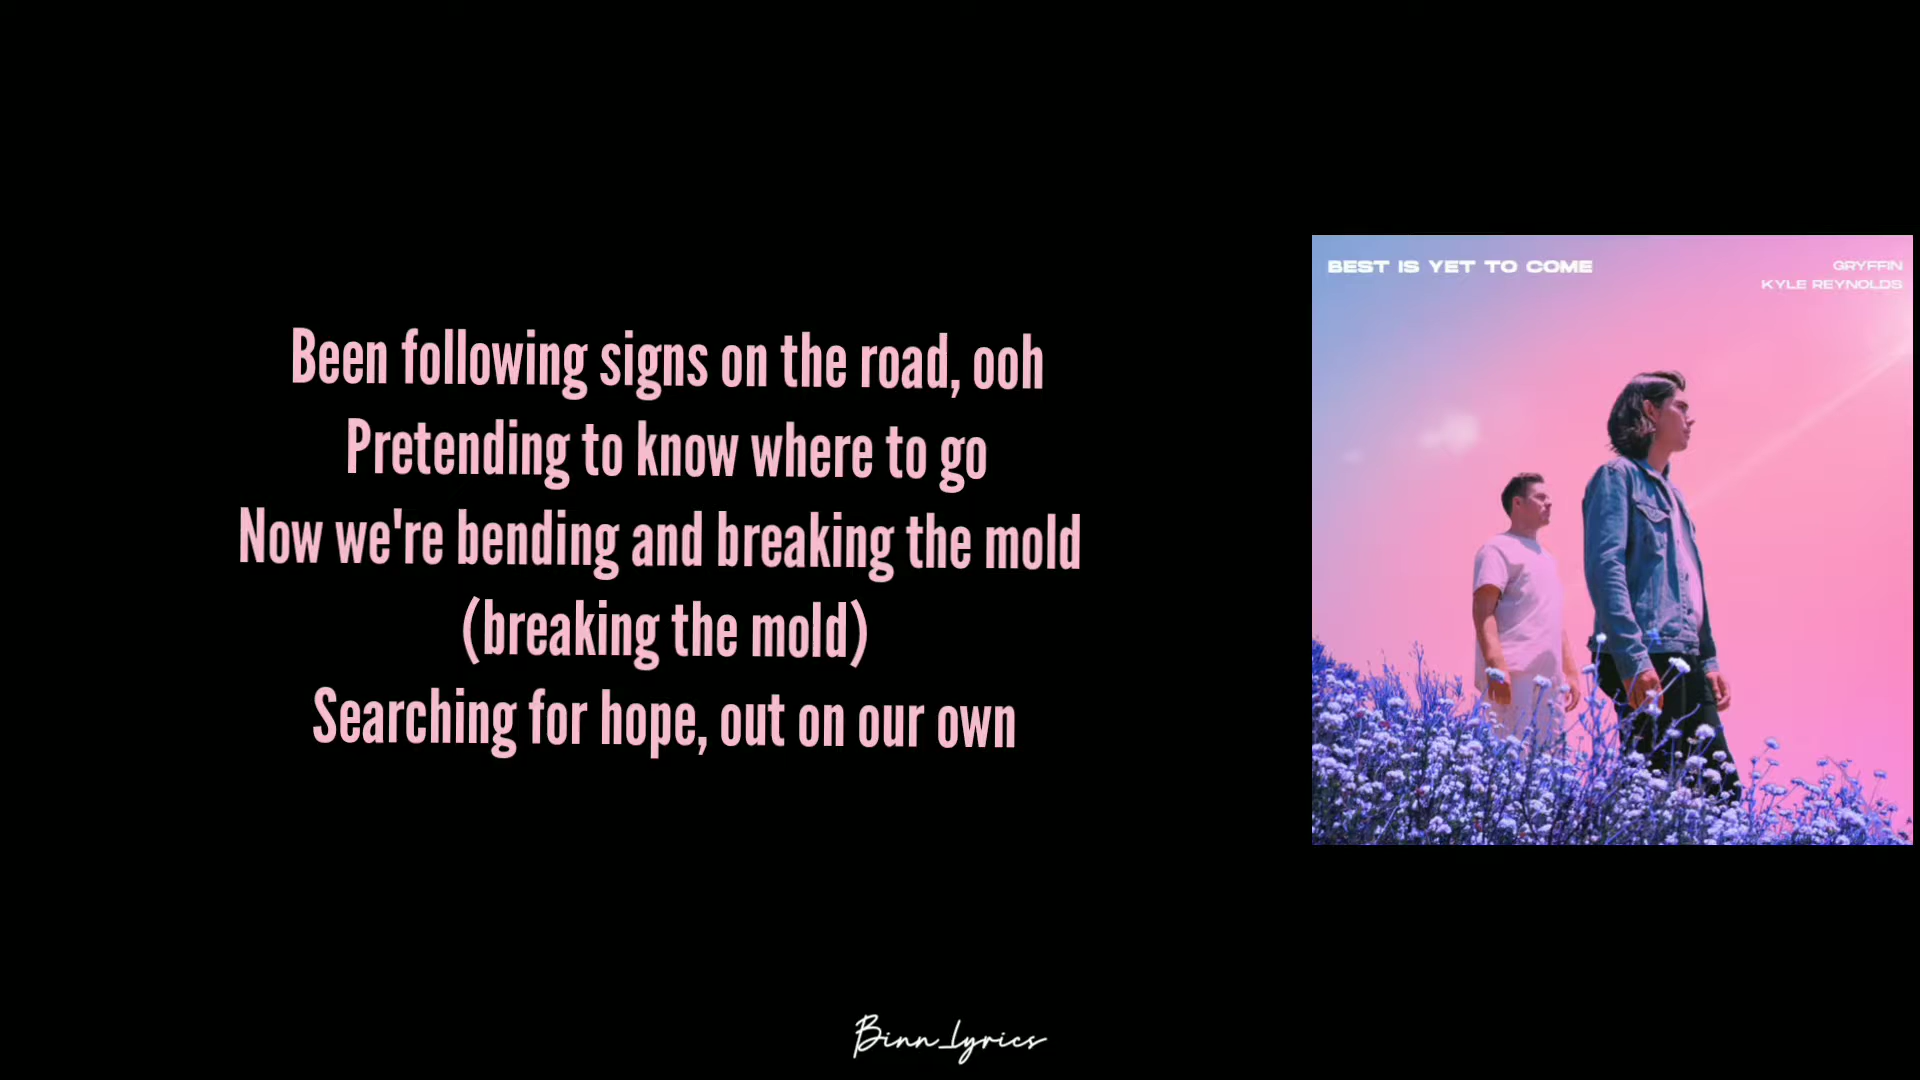 Been following signs on the road, ooh
Pretending to know where to go
Now we're bending and breaking the mold
(breaking the mold)
Searching for hope, out on our own
BEST IS YET TO COME
GRYFFIN
KYLE REYNOLDS
Binn_lyrics